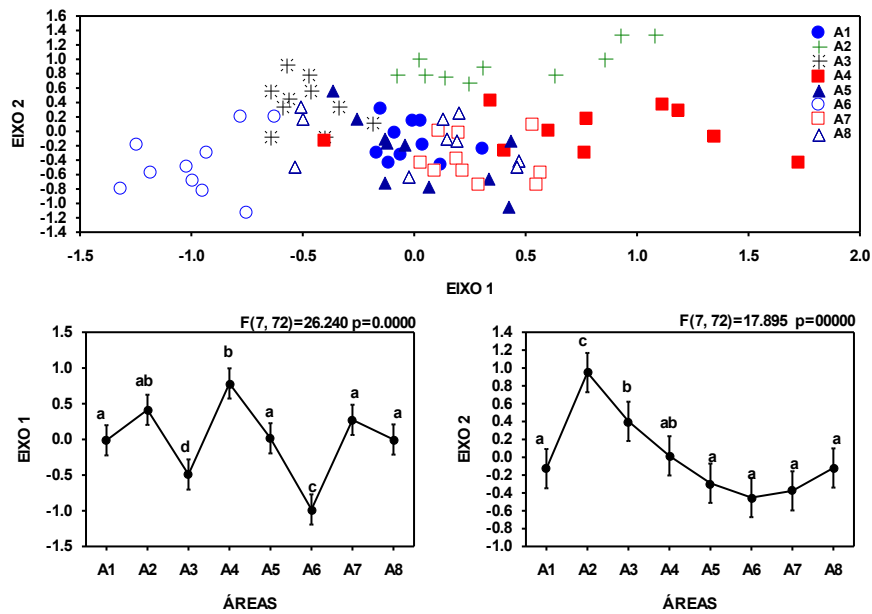 1.6
1.4
1.2
1.0
0.8
0.6
0.4
0.2
0.0
-0.2
-0.4
-0.6
-0.8
-1.0
-1.2
-1.4
EIXO 2
-1.5 -1.0 -0.5 0.0 0.5 1.0 1.5 2.0
EIXO 1
A1
A2
A3
A4
A5
A6
A7
A8
F(7, 72)=26.240 p=0.0000
1.5
1.0
0.5
0.0
-0.5
-1.0
-1.5
EIXO 1
a ab d b a c a a
A1 A2 A3 A4 A5 A6 A7 A8
ÁREAS
F(7, 72)=17.895 p=00000
1.4
1.2
1.0
0.8
0.6
0.4
0.2
0.0
-0.2
-0.4
-0.6
-0.8
-1.0
EIXO 2
a c b ab a a a a
A1 A2 A3 A4 A5 A6 A7 A8
ÁREAS